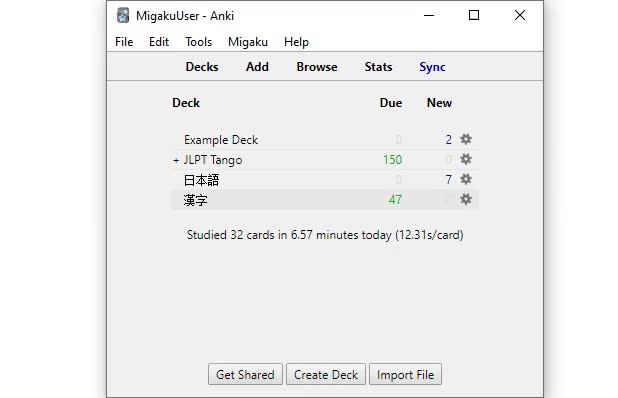 MigakuUser - Anki
File Edit Tools Migaku Help
Decks Add Browse Stats Sync
Deck Due New
Example Deck 0 2
+ JLPT Tango 150 0
日本語 0 7
漢字 47
Studied 32 cards in 6.57 minutes today (12.31s/card)
Get Shared Create Deck Import File